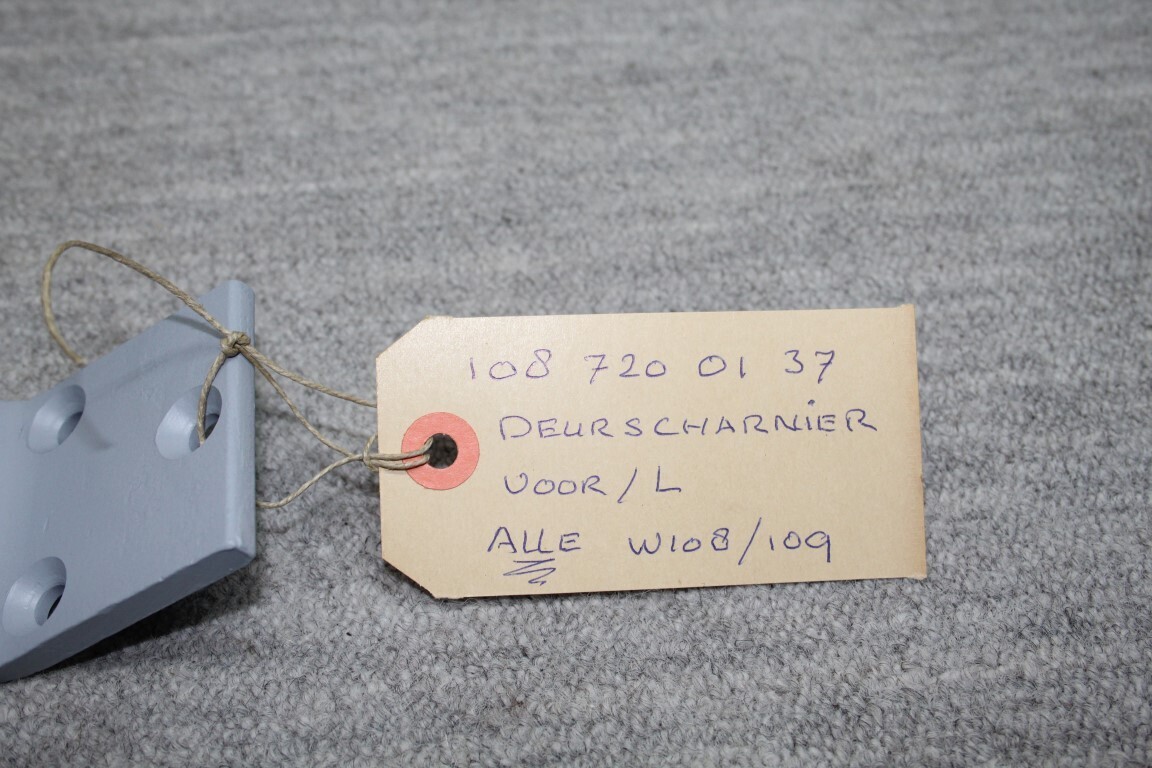 108 720 01 37
DEURSCHARNIER
VOOR/L
ALLE W108/109